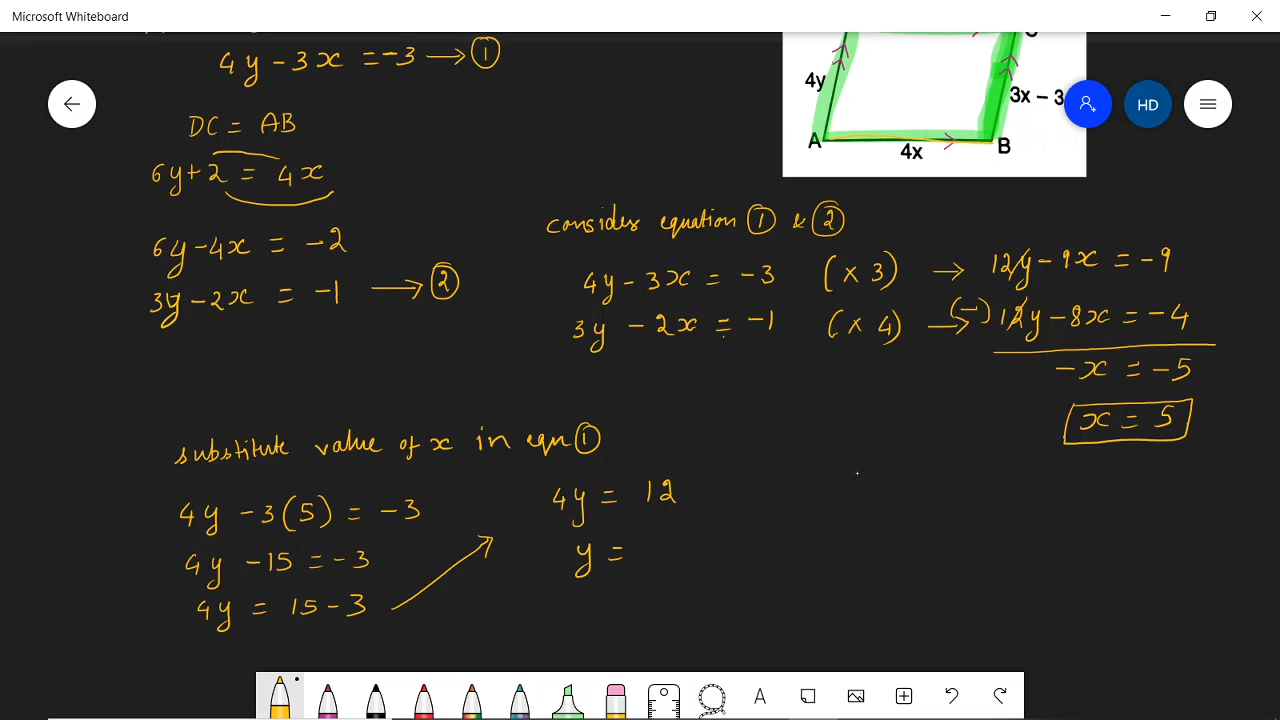 Microsoft Whiteboard
4y - 3x = -3 → ①
DC = AB
6y + 2 = 4x
6y - 4x = -2
3y - 2x = -1 → ②
4y
3x - 3
A
4x
B
HD
consider equation ① & ②
4y - 3x = -3 (× 3) → 12y - 9x = -9
3y - 2x = -1 (× 4) → (-) 12y - 8x = -4
-x = -5
x = 5
substitute value of x in eqn ①
4y - 3(5) = -3
4y - 15 = -3
4y = 15 - 3
4y = 12
y =
A